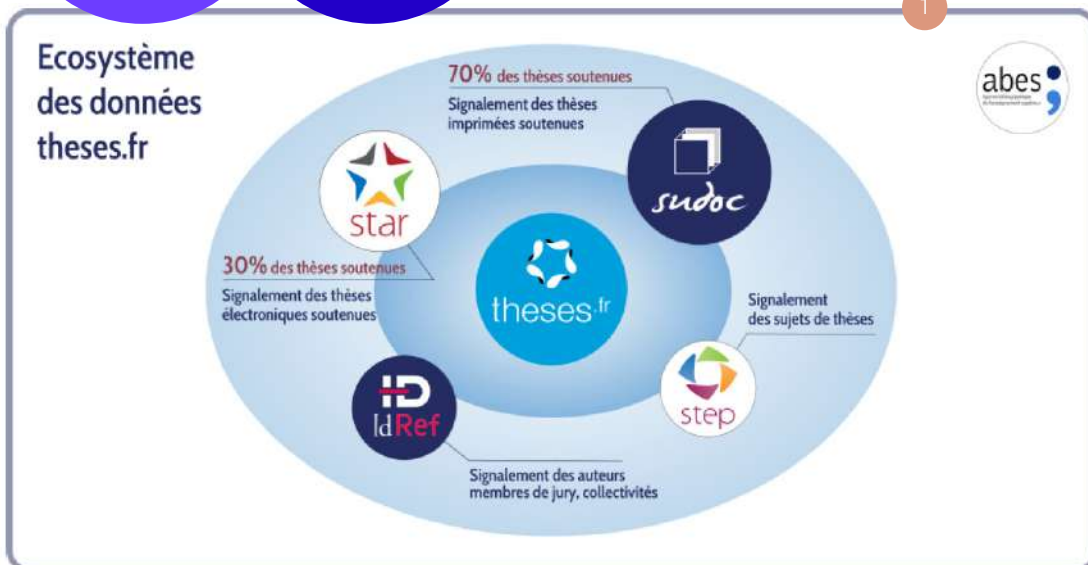 1
Ecosystème
des données
theses.fr
70% des thèses soutenues
Signalement des thèses
imprimées soutenues
abes
sudoc
star
30% des thèses soutenues
Signalement des thèses
électroniques soutenues
theses.fr
Signalement
des sujets de thèses
step
IdRef
Signalement des auteurs
membres de jury, collectivités